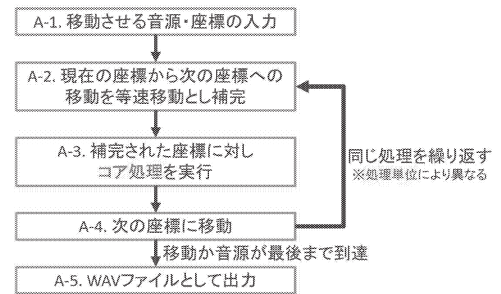 A-1. 移動させる音源・座標の入力
A-2. 現在の座標から次の座標への
移動を等速移動とし補完
A-3. 補完された座標に対し
コア処理を実行
同じ処理を繰り返す
※処理単位により異なる
A-4. 次の座標に移動
移動か音源が最後まで到達
A-5. WAVファイルとして出力